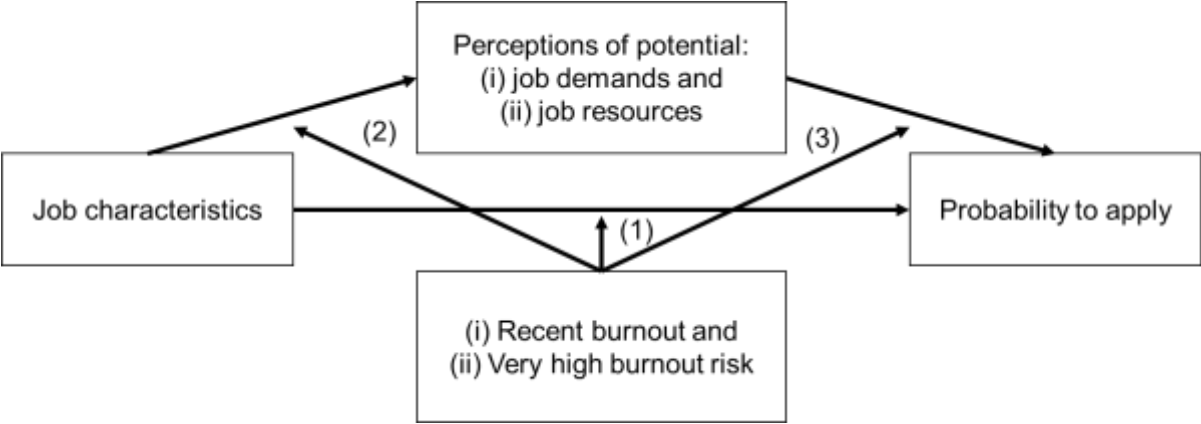 Perceptions of potential:
(i) job demands and
(ii) job resources
(2)
(3)
Job characteristics
Probability to apply
(1)
(i) Recent burnout and
(ii) Very high burnout risk